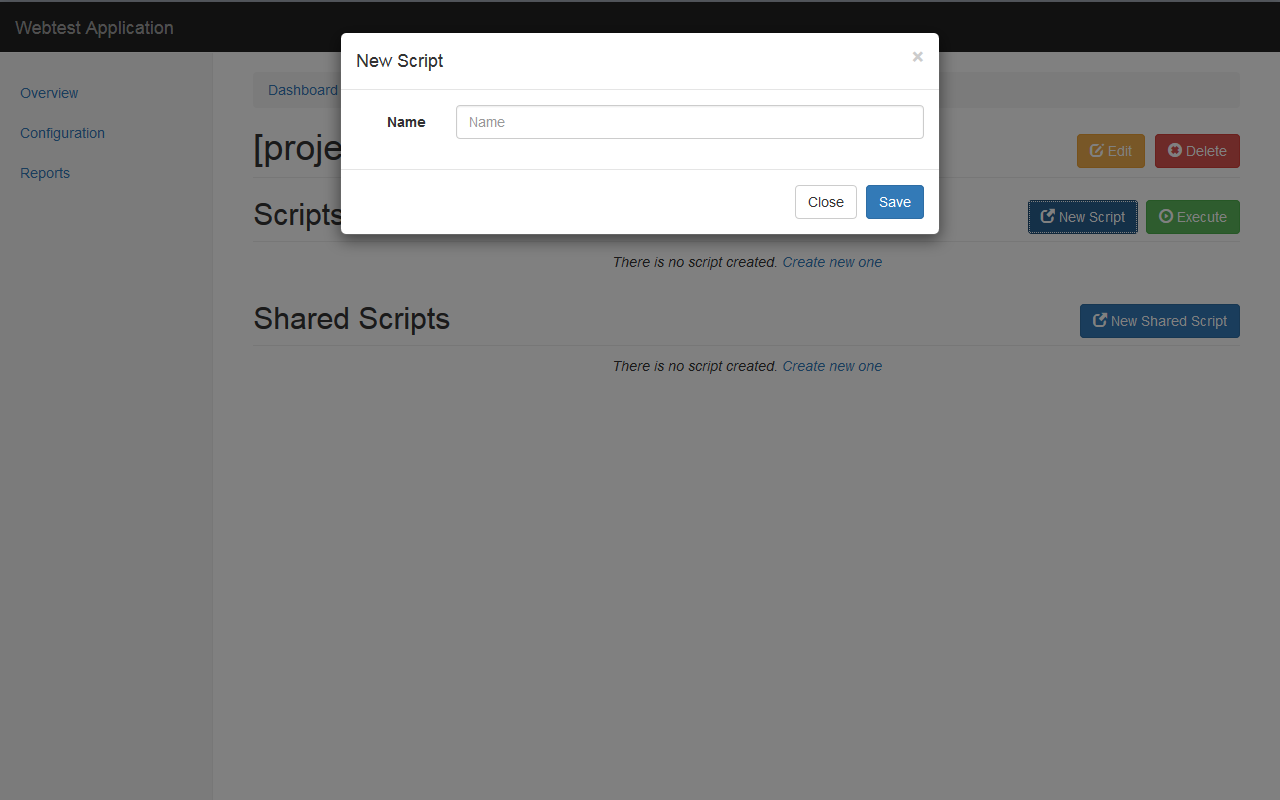 Webtest Application
New Script
×
Overview
Configuration
Reports
Dashboard
Name
Name
Close
Save
[proje
Edit
Delete
Scripts
New Script
Execute
There is no script created. Create new one
Shared Scripts
New Shared Script
There is no script created. Create new one